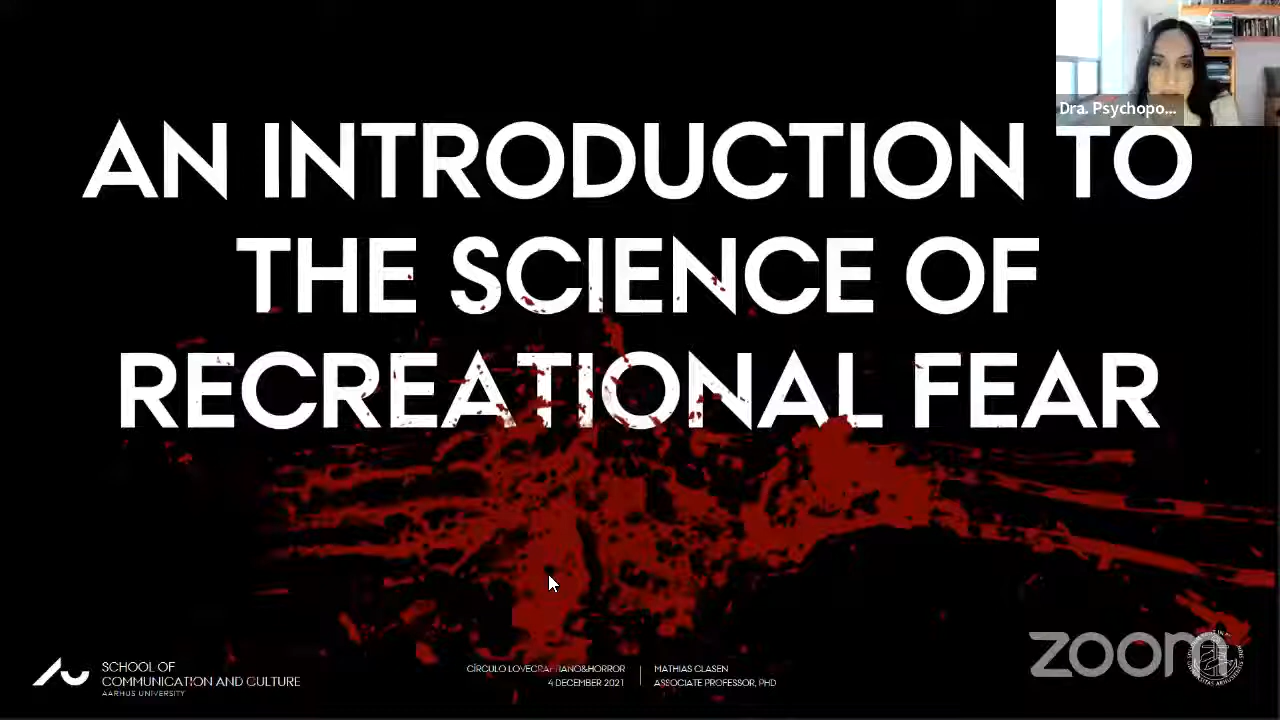 Dra. Psychopo...
AN INTRODUCTION TO
THE SCIENCE OF
RECREATIONAL FEAR
SCHOOL OF
COMMUNICATION AND CULTURE
AARHUS UNIVERSITY
CÍRCULO LOVECRAFTIANO&HORROR
4 DECEMBER 2021
MATHIAS CLASEN
ASSOCIATE PROFESSOR, PHD
zoom